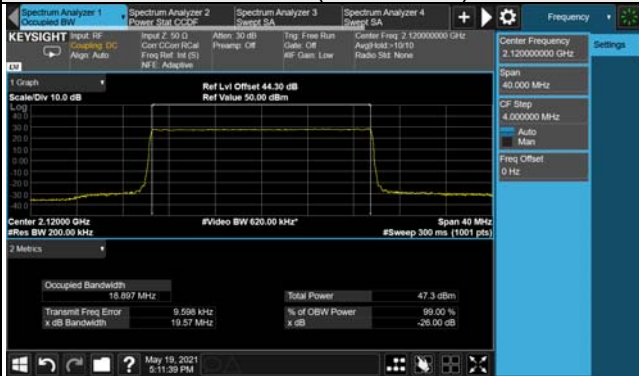 Spectrum Analyzer 1
Occupied BW
Spectrum Analyzer 2
Power Stat CCDF
Spectrum Analyzer 3
Swept SA
Spectrum Analyzer 4
Swept SA
+
Frequency
KEYSIGHT
Input: RF
Coupling: DC
Align: Auto
Input Z: 50 Ω
Corr CCorr RCal
Freq Ref: Int (S)
NFE: Adaptive
Atten: 30 dB
Preamp: Off
Trig: Free Run
Gate: Off
#IF Gain: Low
Center Freq: 2.120000000 GHz
Avg|Hold:>10/10
Radio Std: None
Center Frequency
2.120000000 GHz
Settings
Span
40.000 MHz
CF Step
4.000000 MHz
Auto
Man
Freq Offset
0 Hz
1 Graph
Scale/Div 10.0 dB
Ref Lvl Offset 44.30 dB
Ref Value 50.00 dBm
Log
40.0
30.0
20.0
10.0
0.00
-10.0
-20.0
-30.0
-40.0
Center 2.12000 GHz
#Res BW 200.00 kHz
#Video BW 620.00 kHz*
Span 40 MHz
#Sweep 300 ms (1001 pts)
2 Metrics
Occupied Bandwidth
18.897 MHz
Total Power 47.3 dBm
Transmit Freq Error 9.598 kHz
% of OBW Power 99.00 %
x dB Bandwidth 19.57 MHz
x dB -26.00 dB
?
May 19, 2021
5:11:39 PM